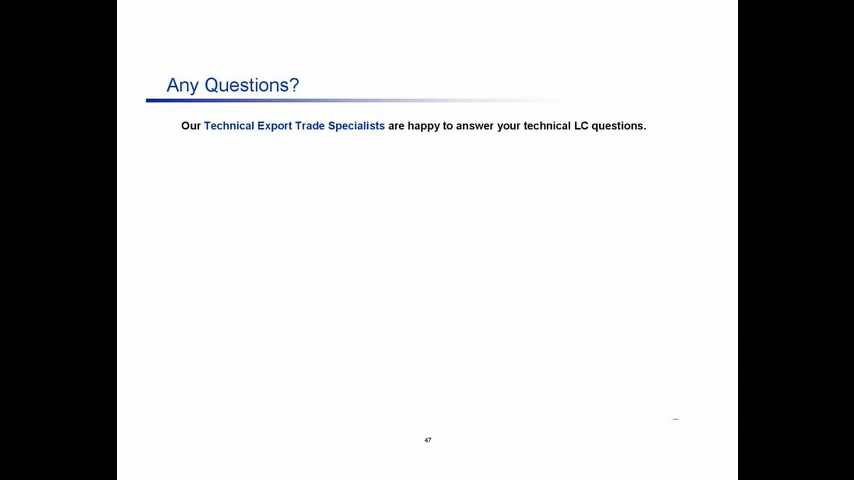 Any Questions?
Our Technical Export Trade Specialists are happy to answer your technical LC questions.
47